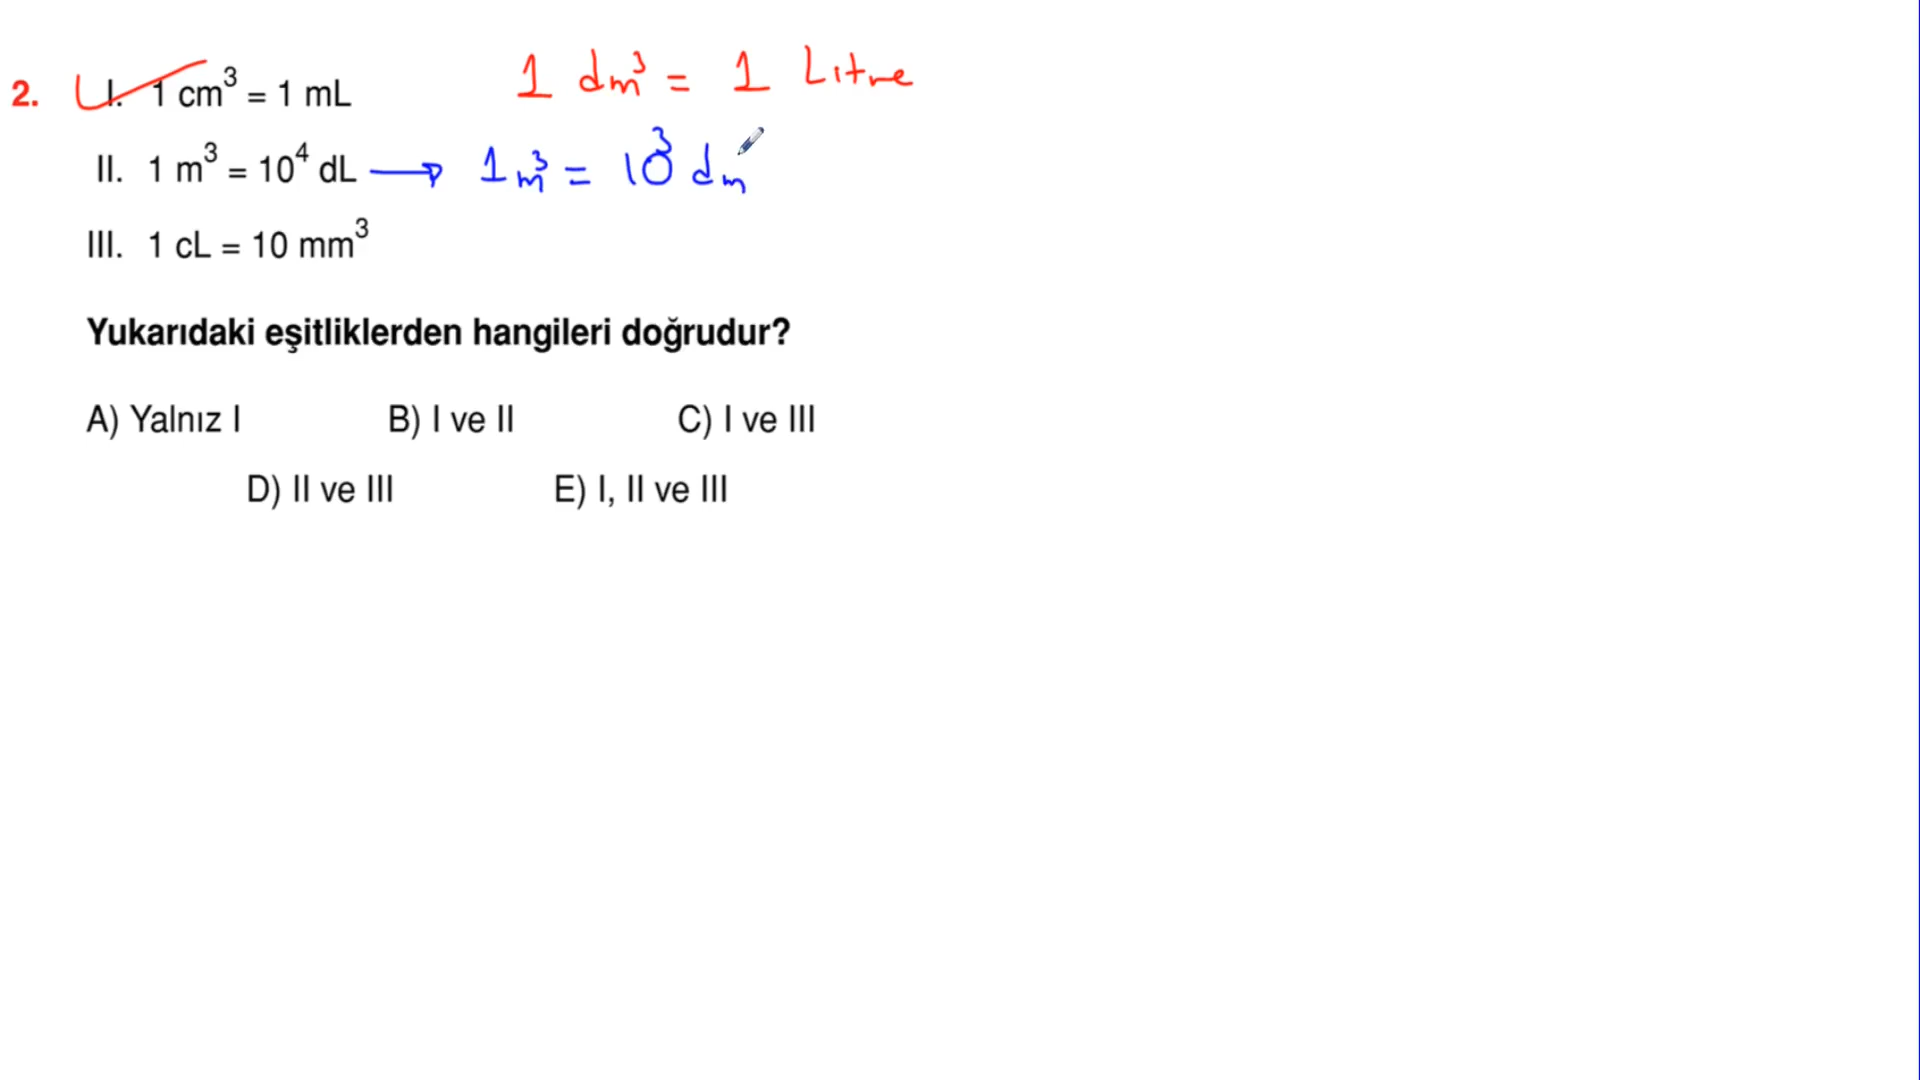 2. I. 1 cm³ = 1 mL 1 dm³ = 1 Litre
II. 1 m³ = 10⁴ dL → 1 m³ = 10³ dm
III. 1 cL = 10 mm³
Yukarıdaki eşitliklerden hangileri doğrudur?
A) Yalnız I B) I ve II C) I ve III
D) II ve III E) I, II ve III